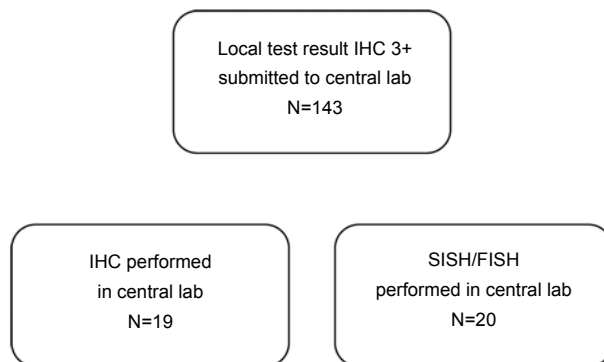 Local test result IHC 3+
submitted to central lab
N=143
IHC performed
in central lab
N=19
SISH/FISH
performed in central lab
N=20